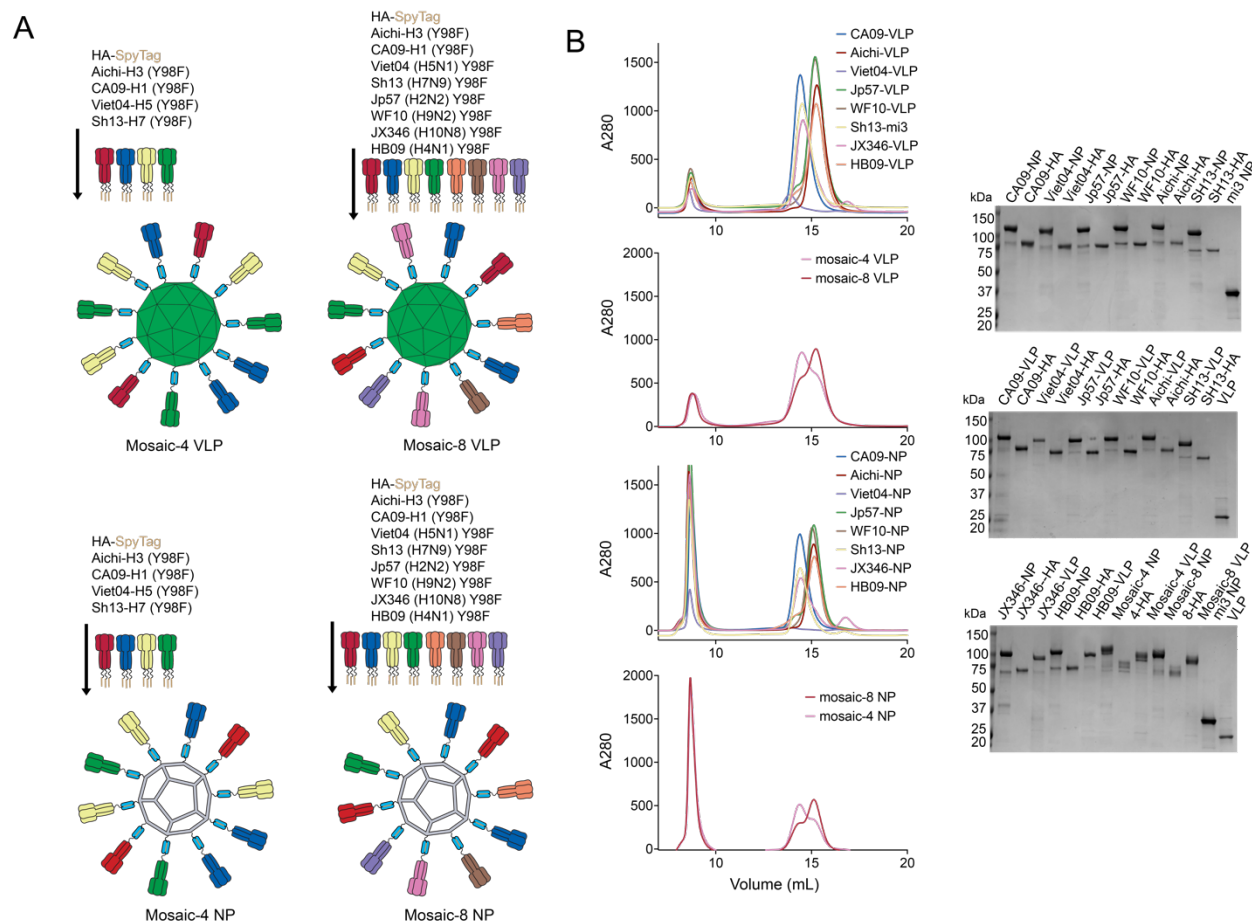 A
HA-SpyTag
Aichi-H3 (Y98F)
CA09-H1 (Y98F)
Viet04-H5 (Y98F)
Sh13-H7 (Y98F)
Mosaic-4 VLP
HA-SpyTag
Aichi-H3 (Y98F)
CA09-H1 (Y98F)
Viet04 (H5N1) Y98F
Sh13 (H7N9) Y98F
Jp57 (H2N2) Y98F
WF10 (H9N2) Y98F
JX346 (H10N8) Y98F
HB09 (H4N1) Y98F
Mosaic-8 VLP
HA-SpyTag
Aichi-H3 (Y98F)
CA09-H1 (Y98F)
Viet04-H5 (Y98F)
Sh13-H7 (Y98F)
Mosaic-4 NP
HA-SpyTag
Aichi-H3 (Y98F)
CA09-H1 (Y98F)
Viet04 (H5N1) Y98F
Sh13 (H7N9) Y98F
Jp57 (H2N2) Y98F
WF10 (H9N2) Y98F
JX346 (H10N8) Y98F
HB09 (H4N1) Y98F
Mosaic-8 NP
B
A280
1500
1000
500
0
10
15
20
CA09-VLP
Aichi-VLP
Viet04-VLP
Jp57-VLP
WF10-VLP
Sh13-mi3
JX346-VLP
HB09-VLP
A280
2000
1500
1000
500
0
10
15
20
mosaic-4 VLP
mosaic-8 VLP
A280
1500
1000
500
0
10
15
20
CA09-NP
Aichi-NP
Viet04-NP
Jp57-NP
WF10-NP
Sh13-NP
JX346-NP
HB09-NP
A280
2000
1500
1000
500
0
10
15
20
mosaic-8 NP
mosaic-4 NP
Volume (mL)
kDa
150
100
75
50
37
25
20
CA09-NP
CA09-HA
Viet04-NP
Viet04-HA
Jp57-NP
Jp57-HA
WF10-NP
WF10-HA
Aichi-NP
Aichi-HA
SH13-NP
SH13-HA
mi3 NP
kDa
150
100
75
50
37
25
20
CA09-VLP
CA09-HA
Viet04-VLP
Viet04-HA
Jp57-VLP
Jp57-HA
WF10-VLP
WF10-HA
Aichi-VLP
Aichi-HA
SH13-VLP
SH13-HA
VLP
kDa
150
100
75
50
37
25
20
JX346-NP
JX346--HA
JX346-VLP
HB09-NP
HB09-HA
HB09-VLP
Mosaic-4 NP
4-HA
Mosaic-4 VLP
Mosaic-8 NP
8-HA
Mosaic-8 VLP
mi3 NP
VLP